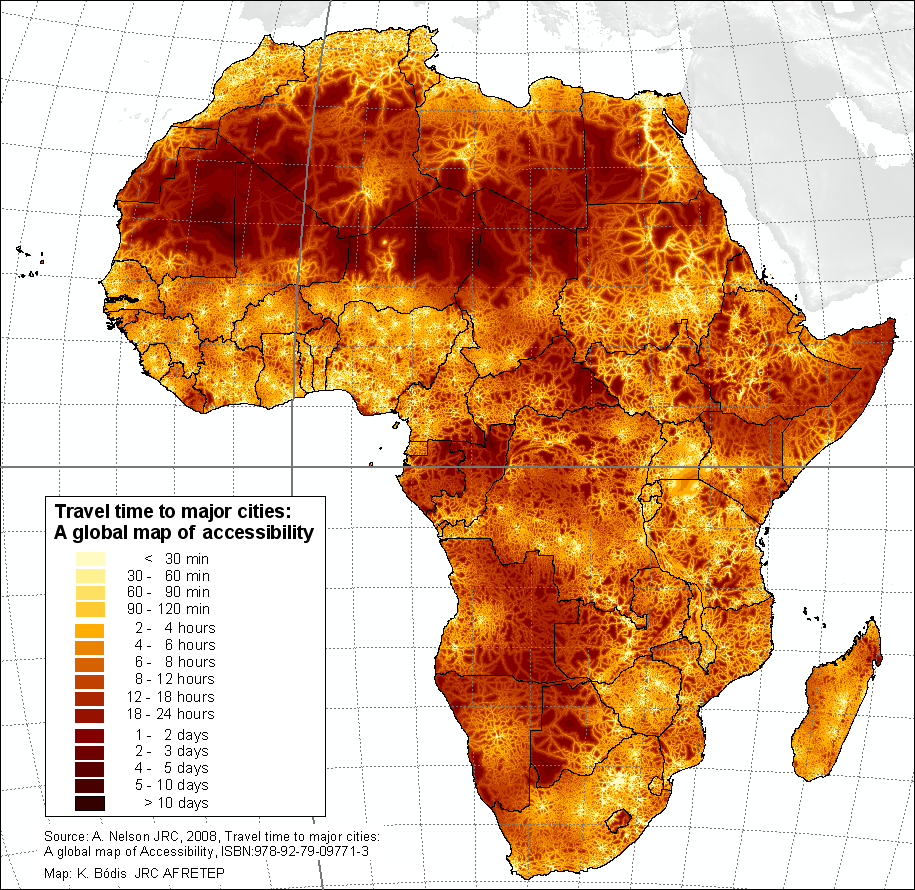 Travel time to major cities:
A global map of accessibility
< 30 min
30 - 60 min
60 - 90 min
90 - 120 min
2 - 4 hours
4 - 6 hours
6 - 8 hours
8 - 12 hours
12 - 18 hours
18 - 24 hours
1 - 2 days
2 - 3 days
4 - 5 days
5 - 10 days
> 10 days
Source: A. Nelson JRC, 2008, Travel time to major cities:
A global map of Accessibility, ISBN:978-92-79-09771-3
Map: K. Bódis JRC AFRETEP